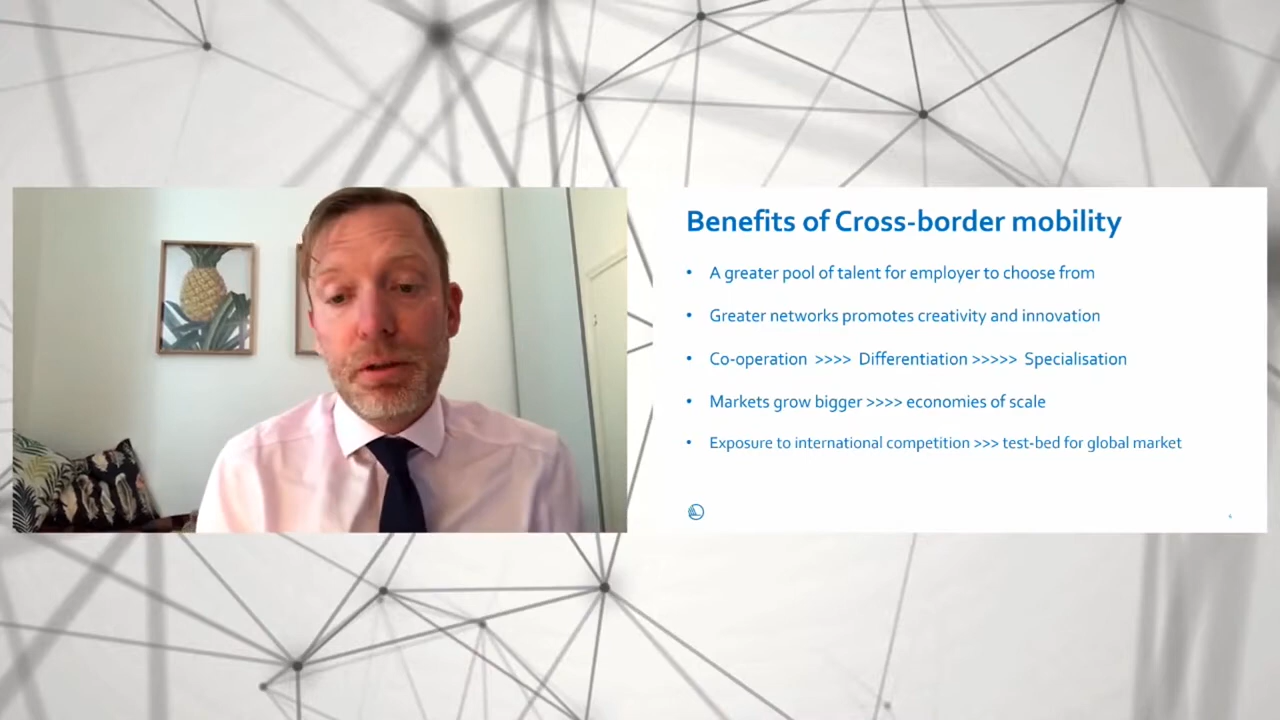 Benefits of Cross-border mobility
• A greater pool of talent for employer to choose from
• Greater networks promotes creativity and innovation
• Co-operation >>>> Differentiation >>>>> Specialisation
• Markets grow bigger >>>> economies of scale
• Exposure to international competition >>> test-bed for global market